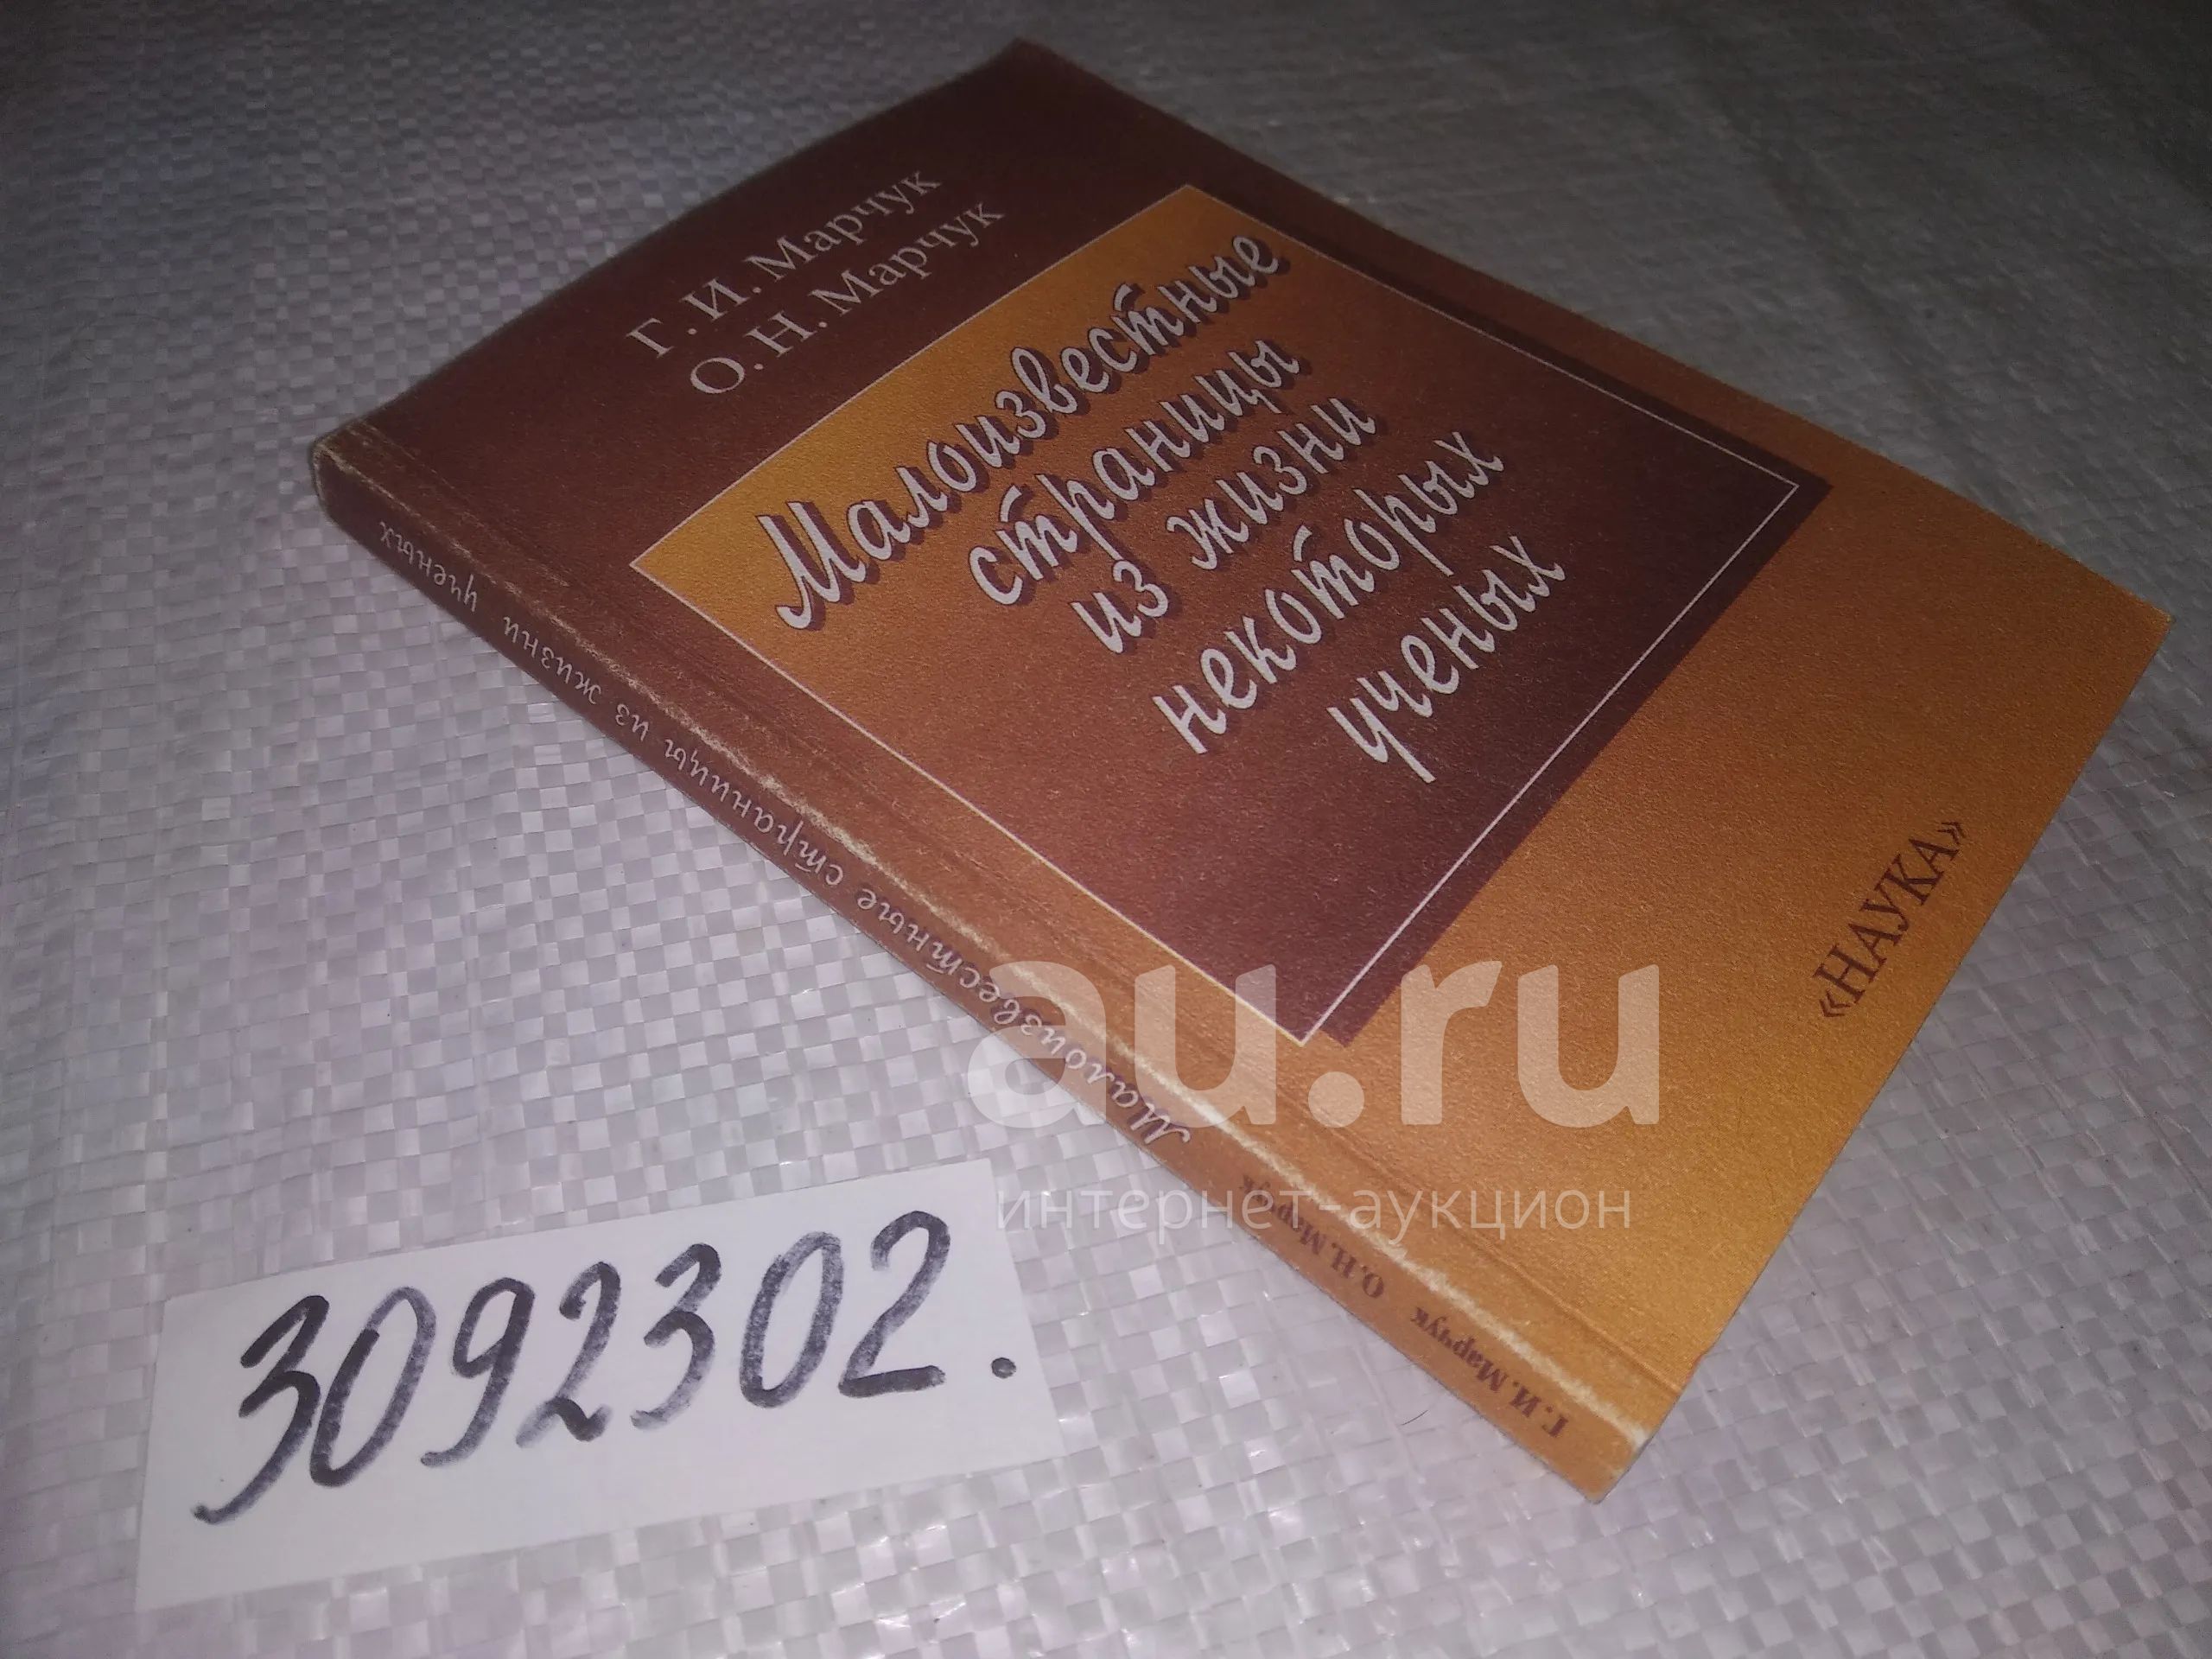 Г. И. Марчук
О. Н. Марчук
Малоизвестные
страницы
из жизни
некоторых
ученых
«НАУКА»
Г.И.Марчук О.Н.Марчук Малоизвестные страницы из жизни ученых
au.ru
интернет-аукцион
3092302.